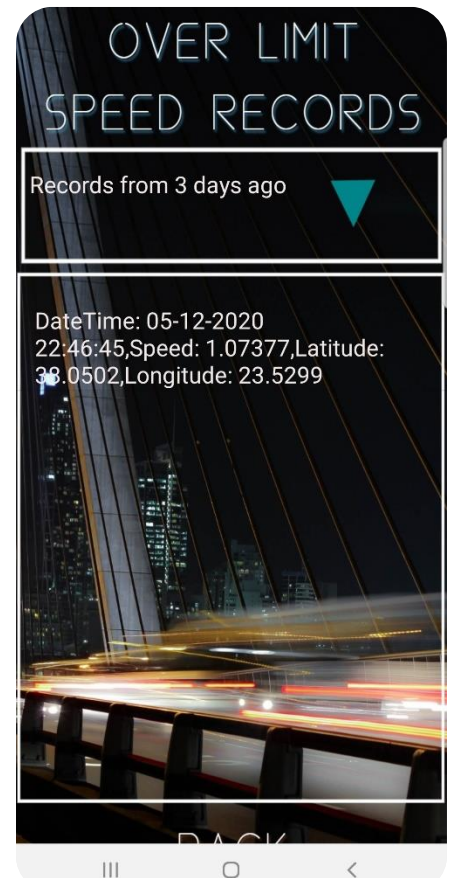 OVER LIMIT
SPEED RECORDS
Records from 3 days ago
DateTime: 05-12-2020
22:46:45,Speed: 1.07377,Latitude:
38.0502,Longitude: 23.5299
BACK